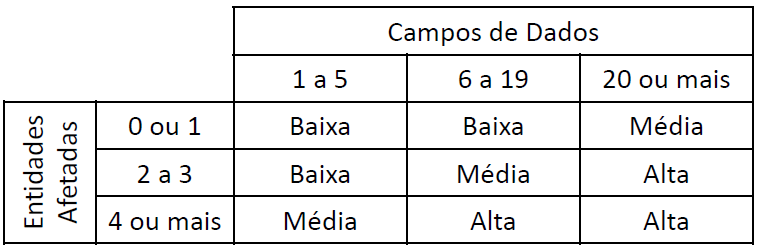 Campos de Dados
1 a 5 6 a 19 20 ou mais
Entidades
Afetadas
0 ou 1 Baixa Baixa Média
2 a 3 Baixa Média Alta
4 ou mais Média Alta Alta